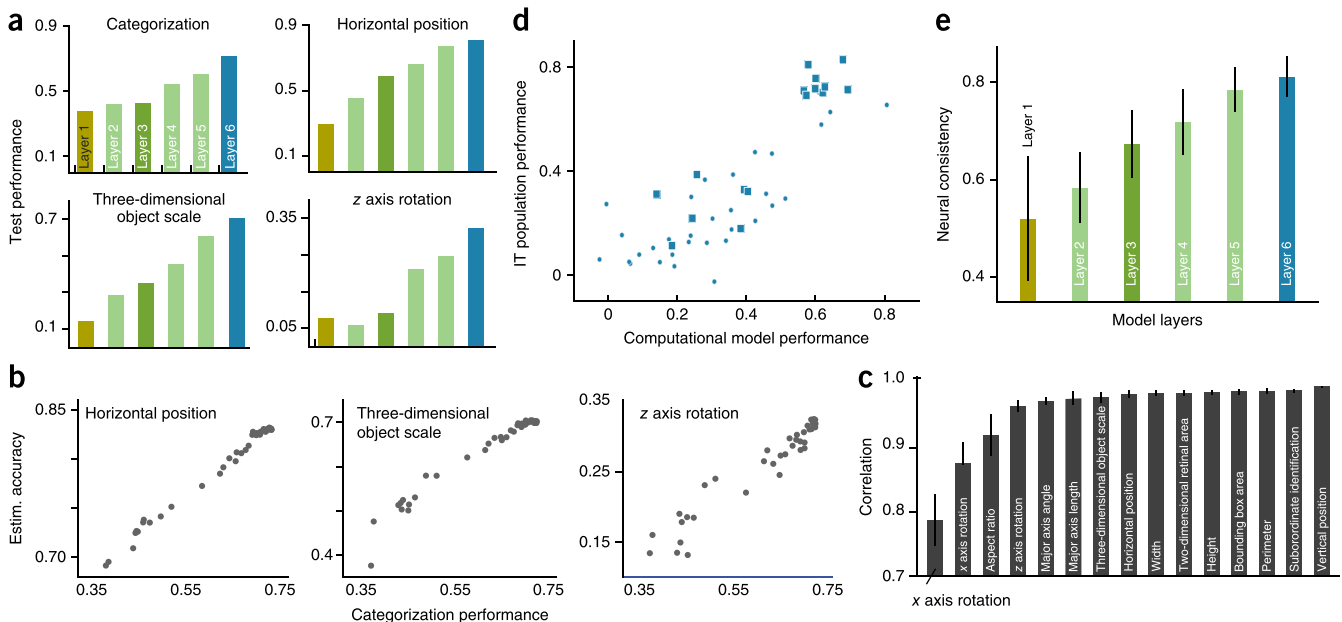 a
Categorization
Test performance
0.9
0.5
0.1
Layer 1
Layer 2
Layer 3
Layer 4
Layer 5
Layer 6
Horizontal position
0.9
0.5
0.1
Three-dimensional
object scale
0.7
0.1
z axis rotation
0.35
0.05
d
IT population performance
0.8
0.4
0
0
0.2
0.4
0.6
0.8
Computational model performance
e
Neural consistency
0.8
0.6
0.4
Layer 1
Layer 2
Layer 3
Layer 4
Layer 5
Layer 6
Model layers
b
Estim. accuracy
Horizontal position
0.85
0.70
0.35
0.55
0.75
Three-dimensional
object scale
0.7
0.4
0.35
0.55
0.75
z axis rotation
0.35
0.25
0.15
0.35
0.55
0.75
Categorization performance
c
Correlation
1.0
0.9
0.8
0.7
x axis rotation
x axis rotation
Aspect ratio
z axis rotation
Major axis angle
Major axis length
Three-dimensional object scale
Horizontal position
Width
Two-dimensional retinal area
Height
Bounding box area
Perimeter
Suborordinate identification
Vertical position